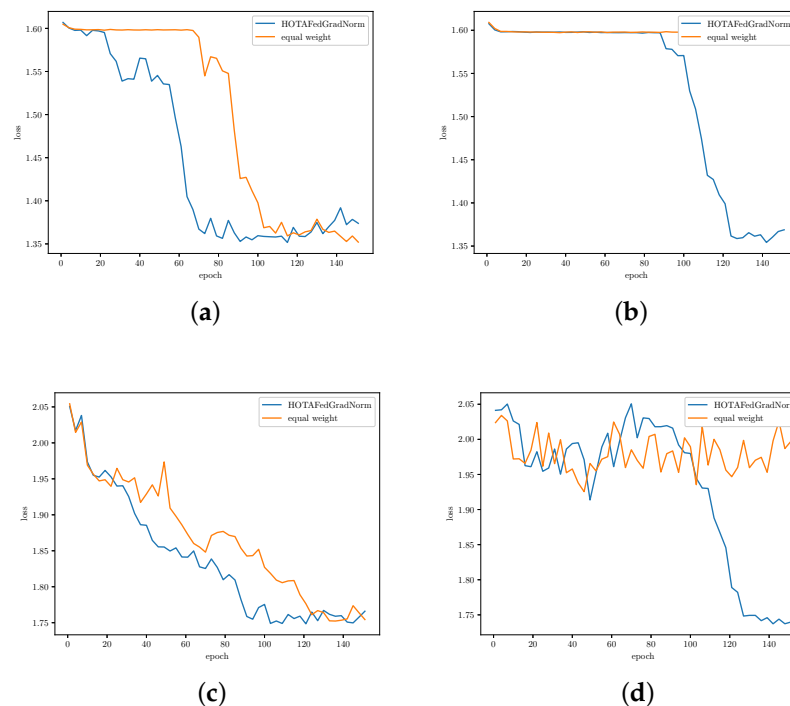 HOTAFedGradNorm
equal weight
1.60
1.55
1.50
1.45
1.40
1.35
loss
0
20
40
60
80
100
120
140
epoch
(a)
HOTAFedGradNorm
equal weight
1.60
1.55
1.50
1.45
1.40
1.35
loss
0
20
40
60
80
100
120
140
epoch
(b)
HOTAFedGradNorm
equal weight
2.05
2.00
1.95
1.90
1.85
1.80
1.75
loss
0
20
40
60
80
100
120
140
epoch
(c)
HOTAFedGradNor
equal weight
2.05
2.00
1.95
1.90
1.85
1.80
1.75
loss
0
20
40
60
80
100
120
140
epoch
(d)